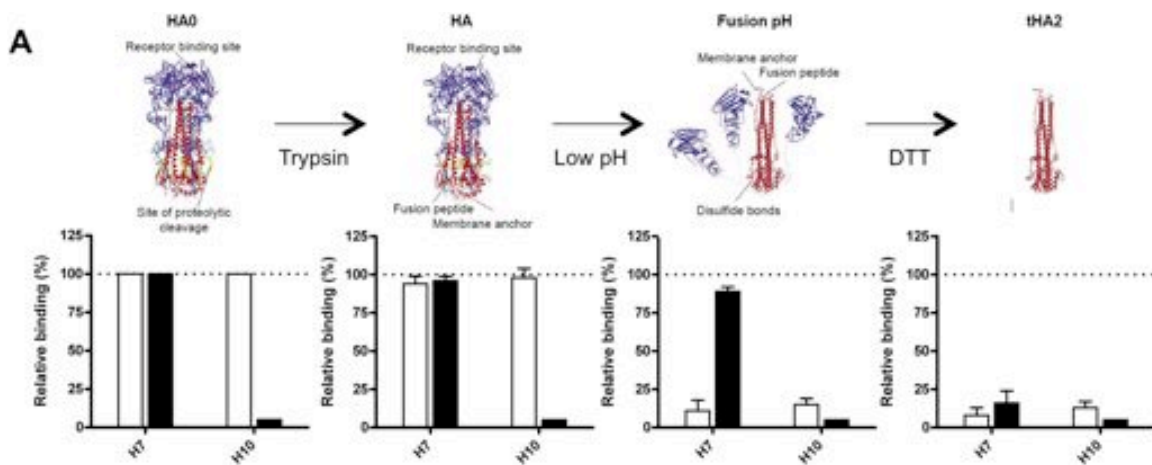 A
HA0
Receptor binding site
Site of proteolytic
cleavage
Trypsin
HA
Receptor binding site
Fusion peptide
Membrane anchor
Low pH
Fusion pH
Membrane anchor
Fusion peptide
Disulfide bonds
DTT
tHA2
Relative binding (%)
125
100
75
50
25
0
H7
H10
Relative binding (%)
125
100
75
50
25
0
H7
H10
Relative binding (%)
125
100
75
50
25
0
H7
H10
Relative binding (%)
125
100
75
50
25
0
H7
H10